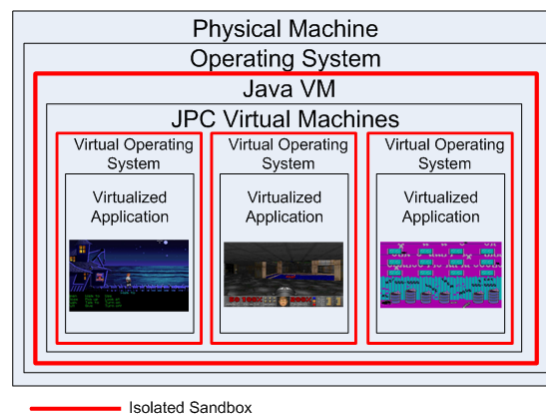 Physical Machine
Operating System
Java VM
JPC Virtual Machines
Virtual Operating
System
Virtualized
Application
Virtual Operating
System
Virtualized
Application
Virtual Operating
System
Virtualized
Application
Isolated Sandbox